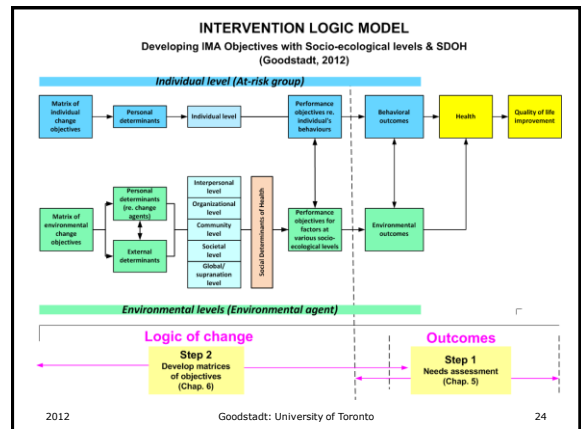 INTERVENTION LOGIC MODEL
Developing IMA Objectives with Socio-ecological levels & SDOH
(Goodstadt, 2012)
Individual level (At-risk group)
Matrix of
individual
change
objectives
Personal
determinants
Individual level
Performance
objectives re.
individual's
behaviours
Behavioral
outcomes
Health
Quality of life
improvement
Matrix of
environmental
change
objectives
Personal
determinants
(re. change
agents)
External
determinants
Interpersonal
level
Organizational
level
Community
level
Societal
level
Global/
supranation
level
Social Determinants of Health
Performance
objectives for
factors at
various socio-
ecological levels
Environmental
outcomes
Environmental levels (Environmental agent)
Logic of change
Outcomes
Step 2
Develop matrices
of objectives
(Chap. 6)
Step 1
Needs assessment
(Chap. 5)
2012
Goodstadt: University of Toronto
24